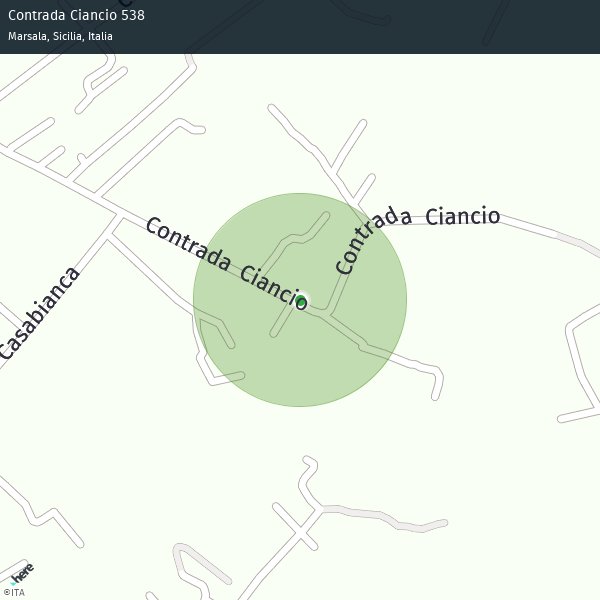 Contrada Ciancio 538
Marsala, Sicilia, Italia
Contrada Ciancio
Contrada Ciancio
Casabianca
here
©ITA